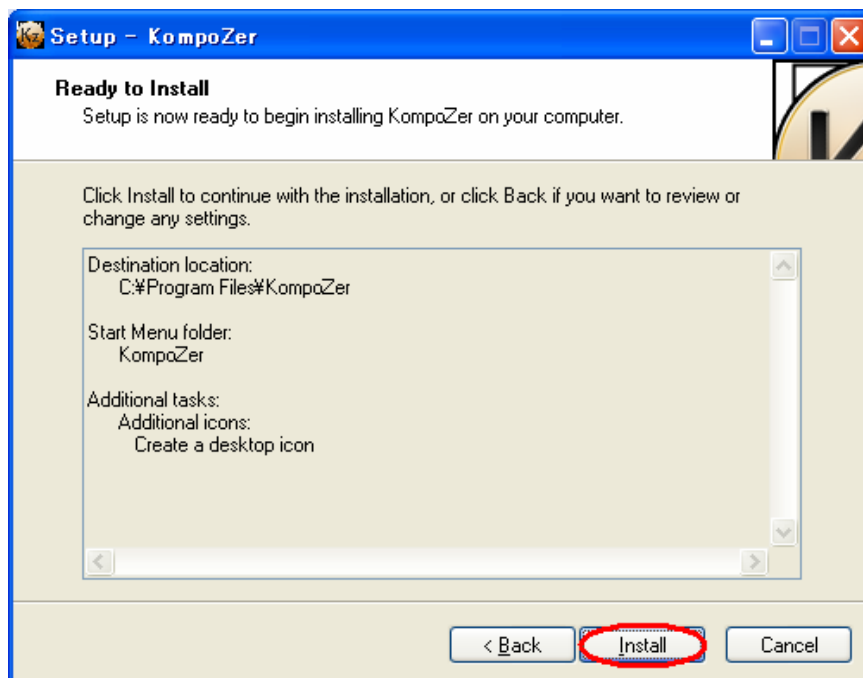 Setup - KompoZer
Ready to Install
Setup is now ready to begin installing KompoZer on your computer.
Click Install to continue with the installation, or click Back if you want to review or
change any settings.
Destination location:
C:¥Program Files¥KompoZer
Start Menu folder:
KompoZer
Additional tasks:
Additional icons:
Create a desktop icon
< Back
Install
Cancel